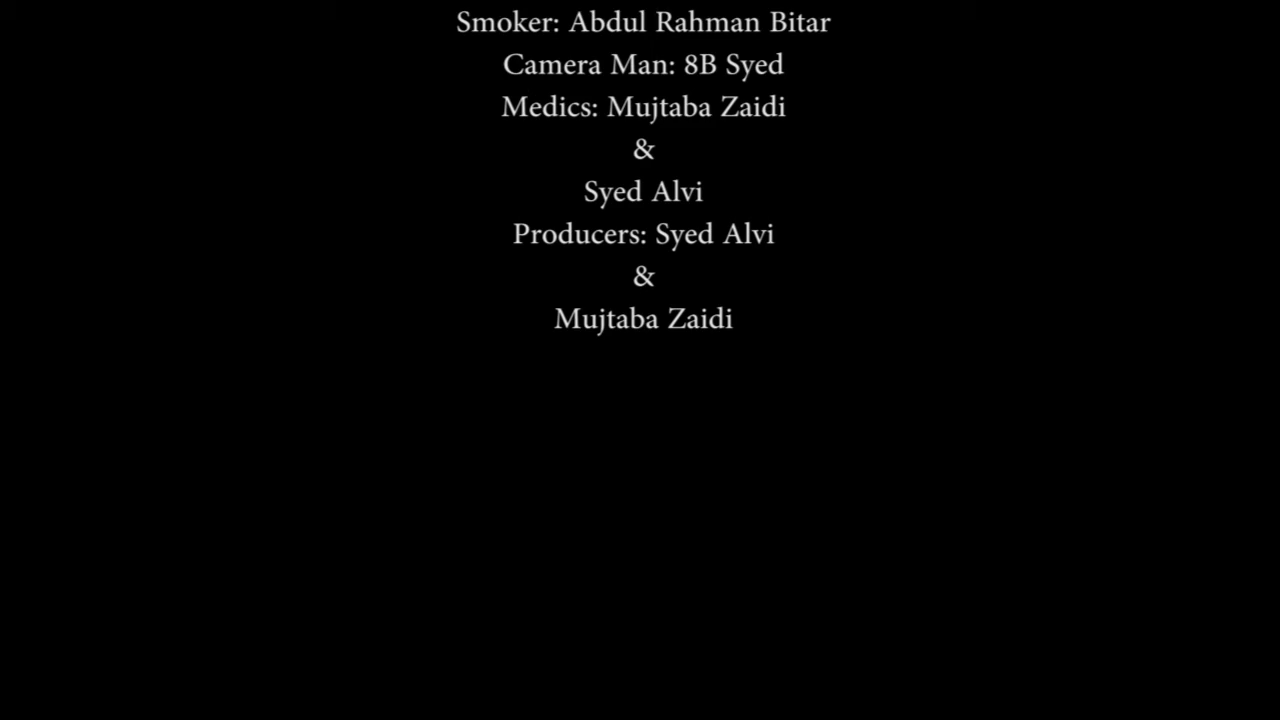 Smoker: Abdul Rahman Bitar
Camera Man: 8B Syed
Medics: Mujtaba Zaidi
&
Syed Alvi
Producers: Syed Alvi
&
Mujtaba Zaidi